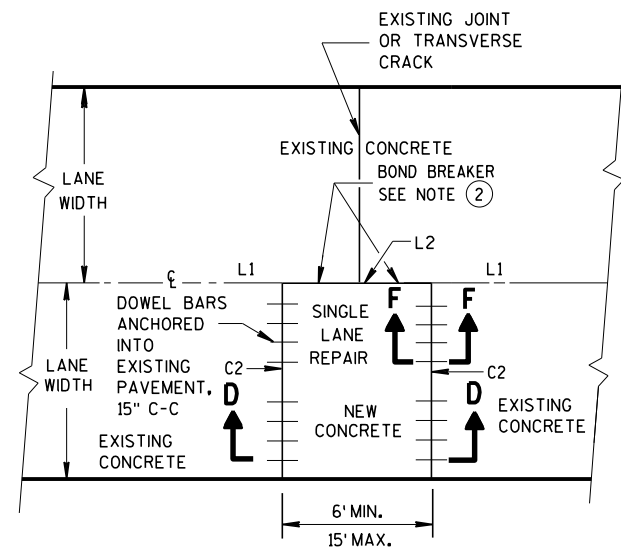 EXISTING JOINT
OR TRANSVERSE
CRACK
EXISTING CONCRETE
BOND BREAKER
SEE NOTE 2
LANE
WIDTH
L2
L1
℄
L1
DOWEL BARS
ANCHORED
INTO
EXISTING
PAVEMENT,
15" C-C
SINGLE
LANE
REPAIR
F
F
LANE
WIDTH
C2
C2
D
D
NEW
CONCRETE
EXISTING
CONCRETE
EXISTING
CONCRETE
6' MIN.
15' MAX.